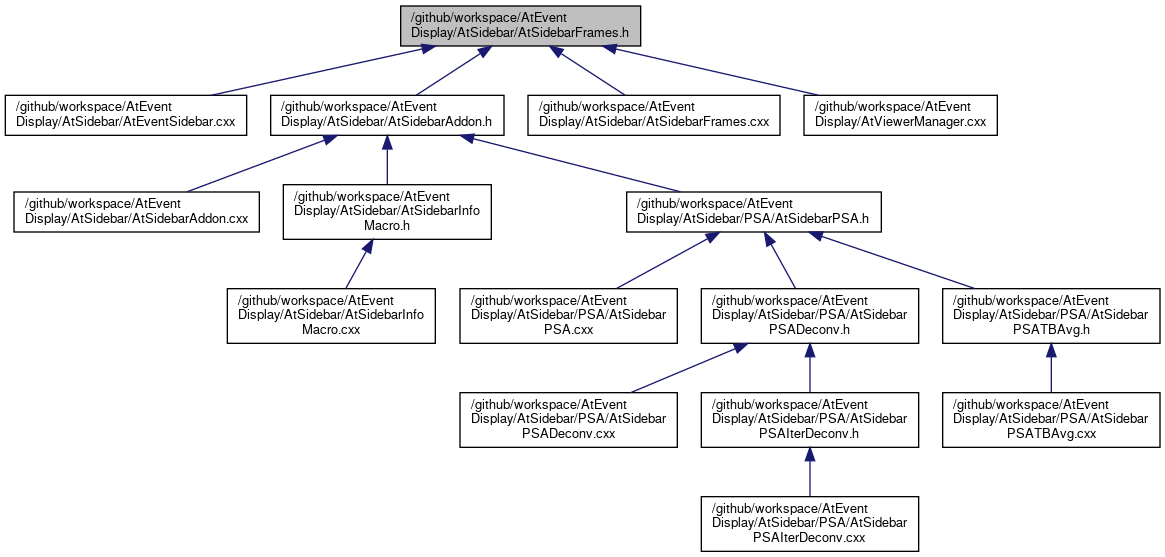 /github/workspace/AtEvent
Display/AtSidebar/AtSidebarFrames.h
/github/workspace/AtEvent
Display/AtSidebar/AtEventSidebar.cxx
/github/workspace/AtEvent
Display/AtSidebar/AtSidebarAddon.h
/github/workspace/AtEvent
Display/AtSidebar/AtSidebarFrames.cxx
/github/workspace/AtEvent
Display/AtViewerManager.cxx
/github/workspace/AtEvent
Display/AtSidebar/AtSidebarAddon.cxx
/github/workspace/AtEvent
Display/AtSidebar/AtSidebarInfo
Macro.h
/github/workspace/AtEvent
Display/AtSidebar/PSA/AtSidebarPSA.h
/github/workspace/AtEvent
Display/AtSidebar/AtSidebarInfo
Macro.cxx
/github/workspace/AtEvent
Display/AtSidebar/PSA/AtSidebar
PSA.cxx
/github/workspace/AtEvent
Display/AtSidebar/PSA/AtSidebar
PSADeconv.h
/github/workspace/AtEvent
Display/AtSidebar/PSA/AtSidebar
PSATBAvg.h
/github/workspace/AtEvent
Display/AtSidebar/PSA/AtSidebar
PSADeconv.cxx
/github/workspace/AtEvent
Display/AtSidebar/PSA/AtSidebar
PSAIterDeconv.h
/github/workspace/AtEvent
Display/AtSidebar/PSA/AtSidebar
PSATBAvg.cxx
/github/workspace/AtEvent
Display/AtSidebar/PSA/AtSidebar
PSAIterDeconv.cxx